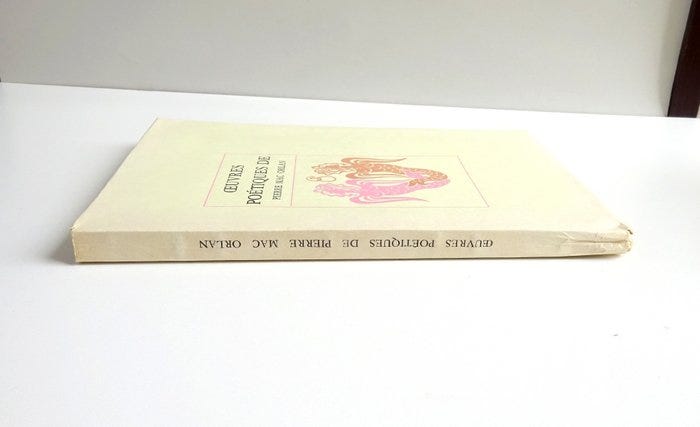 ŒUVRES
POÉTIQUES DE
PIERRE MAC ORLAN
ŒUVRES POÉTIQUES DE PIERRE MAC ORLAN